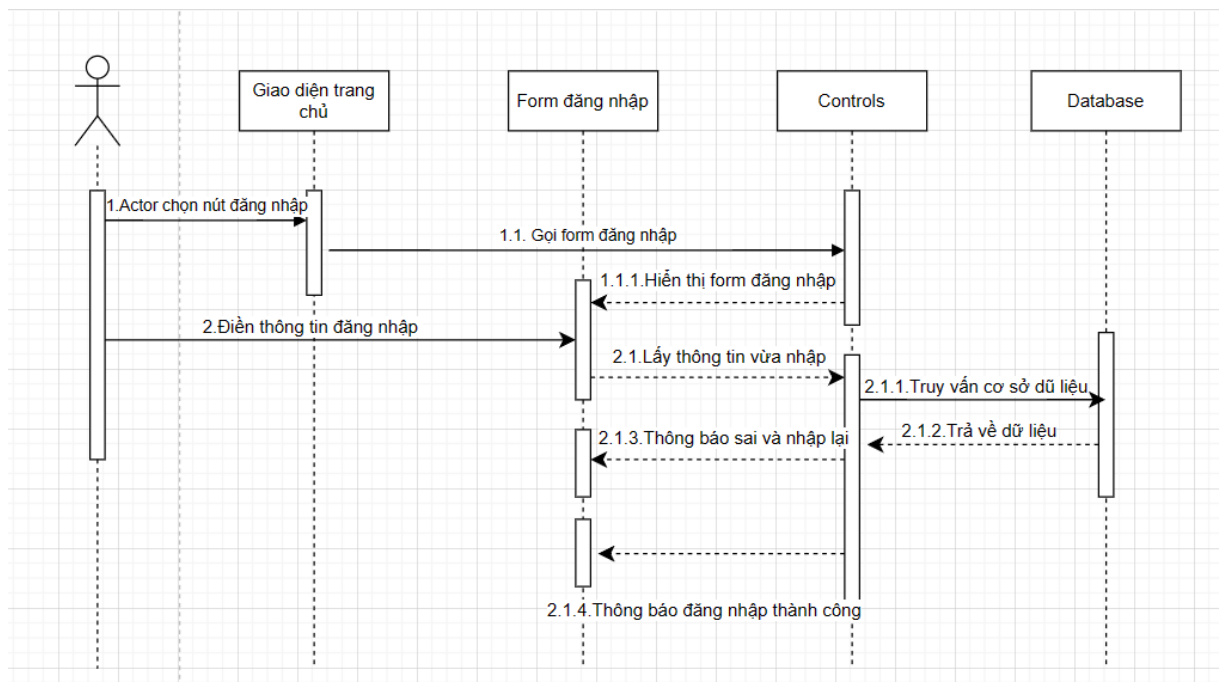 Giao diện trang
chủ
Form đăng nhập
Controls
Database
1.Actor chọn nút đăng nhập
1.1. Gọi form đăng nhập
1.1.1.Hiển thị form đăng nhập
2.Điền thông tin đăng nhập
2.1.Lấy thông tin vừa nhập
2.1.1.Truy vấn cơ sở dữ liệu
2.1.2.Trả về dữ liệu
2.1.3.Thông báo sai và nhập lại
2.1.4.Thông báo đăng nhập thành công